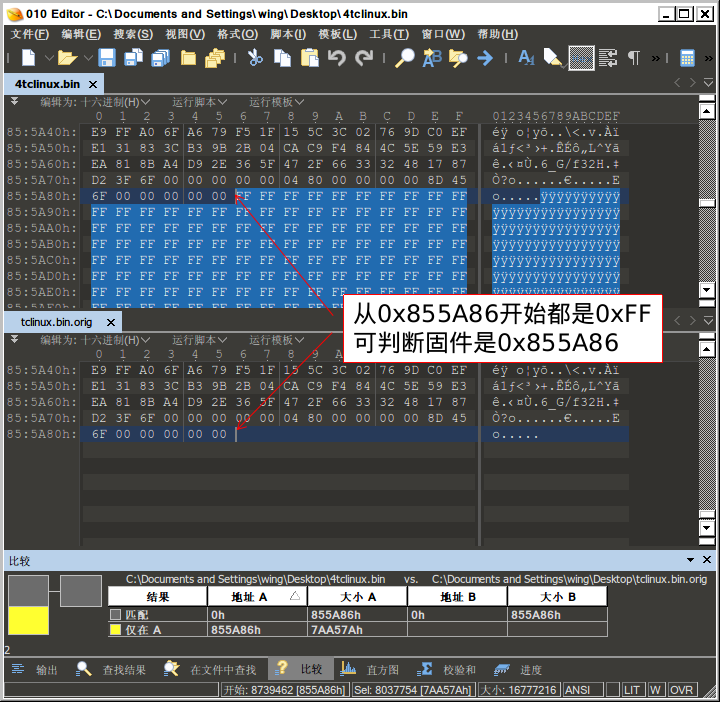 010 Editor - C:\Documents and Settings\wing\Desktop\4tclinux.bin
文件(F) 编辑(E) 搜索(S) 视图(V) 格式(O) 脚本(I) 模板(L) 工具(T) 窗口(W) 帮助(H)
4tclinux.bin
编辑为: 十六进制(H) 运行脚本 运行模板
0 1 2 3 4 5 6 7 8 9 A B C D E F 0123456789ABCDEF
85:5A40h: E9 FF A0 6F A6 79 F5 1F 15 5C 3C 02 76 9D C0 EF éÿ o¦yõ..\<.v.Àï
85:5A50h: E1 31 83 3C B3 9B 2B 04 CA C9 F4 84 4C 5E 59 E3 á1ƒ<³›+.ÊÉô„L^Yã
85:5A60h: EA 81 8B A4 D9 2E 36 5F 47 2F 66 33 32 48 17 87 ê.‹¤Ù.6_G/f32H.‡
85:5A70h: D2 3F 6F 00 00 00 00 00 04 80 00 00 00 00 8D 45 Ò?o......€.....E
85:5A80h: 6F 00 00 00 00 00 FF FF FF FF FF FF FF FF FF FF o.....ÿÿÿÿÿÿÿÿÿÿ
85:5A90h: FF FF FF FF FF FF FF FF FF FF FF FF FF FF FF FF ÿÿÿÿÿÿÿÿÿÿÿÿÿÿÿÿ
85:5AA0h: FF FF FF FF FF FF FF FF FF FF FF FF FF FF FF FF ÿÿÿÿÿÿÿÿÿÿÿÿÿÿÿÿ
85:5AB0h: FF FF FF FF FF FF FF FF FF FF FF FF FF FF FF FF ÿÿÿÿÿÿÿÿÿÿÿÿÿÿÿÿ
85:5AC0h: FF FF FF FF FF FF FF FF FF FF FF FF FF FF FF FF ÿÿÿÿÿÿÿÿÿÿÿÿÿÿÿÿ
85:5AD0h: FF FF FF FF FF FF FF FF FF FF FF FF FF FF FF FF ÿÿÿÿÿÿÿÿÿÿÿÿÿÿÿÿ
85:5AE0h: FF FF FF FF FF FF FF FF FF FF FF FF FF FF FF FF ÿÿÿÿÿÿÿÿÿÿÿÿÿÿÿÿ
从0x855A86开始都是0xFF
可判断固件是0x855A86
tclinux.bin.orig
编辑为: 十六进制(H) 运行脚本 运行模板
0 1 2 3 4 5 6 7 8 9 A
85:5A40h: E9 FF A0 6F A6 79 F5 1F 15 5C 3C 02 76 9D C0 EF éÿ o¦yõ..\<.v.Àï
85:5A50h: E1 31 83 3C B3 9B 2B 04 CA C9 F4 84 4C 5E 59 E3 á1ƒ<³›+.ÊÉô„L^Yã
85:5A60h: EA 81 8B A4 D9 2E 36 5F 47 2F 66 33 32 48 17 87 ê.‹¤Ù.6_G/f32H.‡
85:5A70h: D2 3F 6F 00 00 00 00 00 04 80 00 00 00 00 8D 45 Ò?o......€.....E
85:5A80h: 6F 00 00 00 00 00 o.....
比较
C:\Documents and Settings\wing\Desktop\4tclinux.bin vs. C:\Documents and Settings\wing\Desktop\tclinux.bin.orig
结果 地址 A 大小 A 地址 B 大小 B
匹配 0h 855A86h 0h 855A86h
仅在 A 855A86h 7AA57Ah
2
输出 查找结果 在文件中查找 比较 直方图 校验和 进度
开始: 8739462 [855A86h] Sel: 8037754 [7AA57Ah] 大小: 16777216 ANSI LIT W OVR